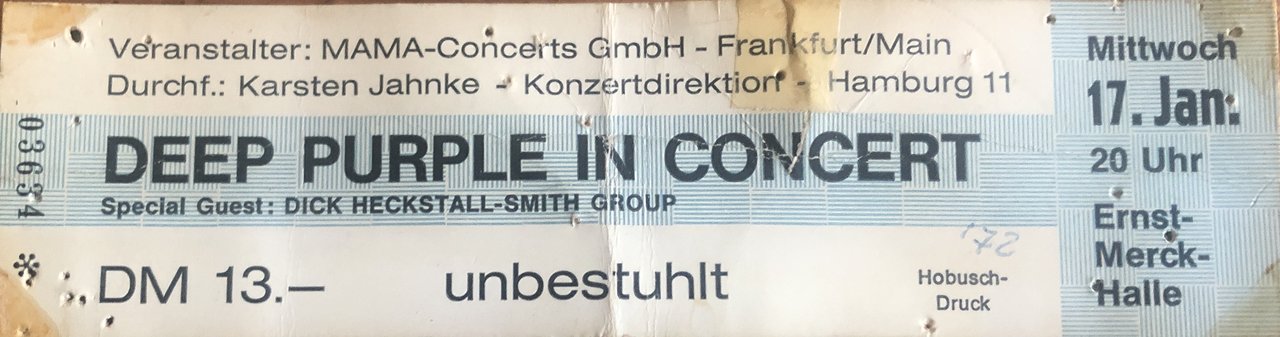 Veranstalter: MAMA-Concerts GmbH - Frankfurt/Main
Durchf.: Karsten Jahnke - Konzertdirektion - Hamburg 11
DEEP PURPLE IN CONCERT
Special Guest: DICK HECKSTALL-SMITH GROUP
DM 13.— unbestuhlt
'72
Hobusch-
Druck
Mittwoch
17. Jan.
20 Uhr
Ernst-
Merck-
Halle
03634